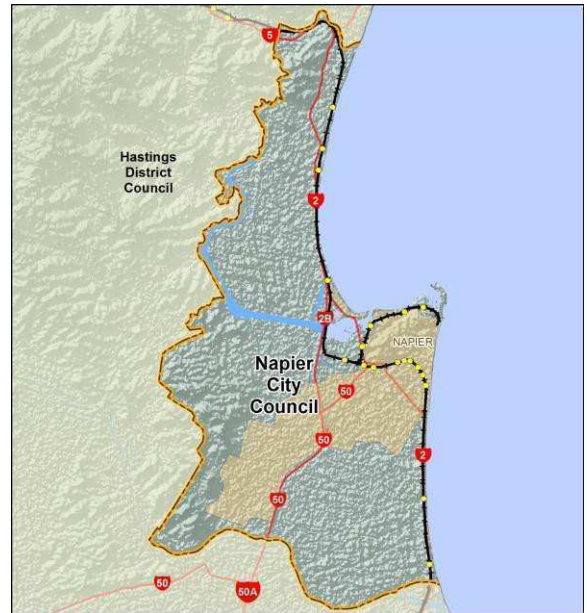 5
Hastings
District
Council
2
2B
NAPIER
Napier
City
Council
50
50
2
50
50
50A